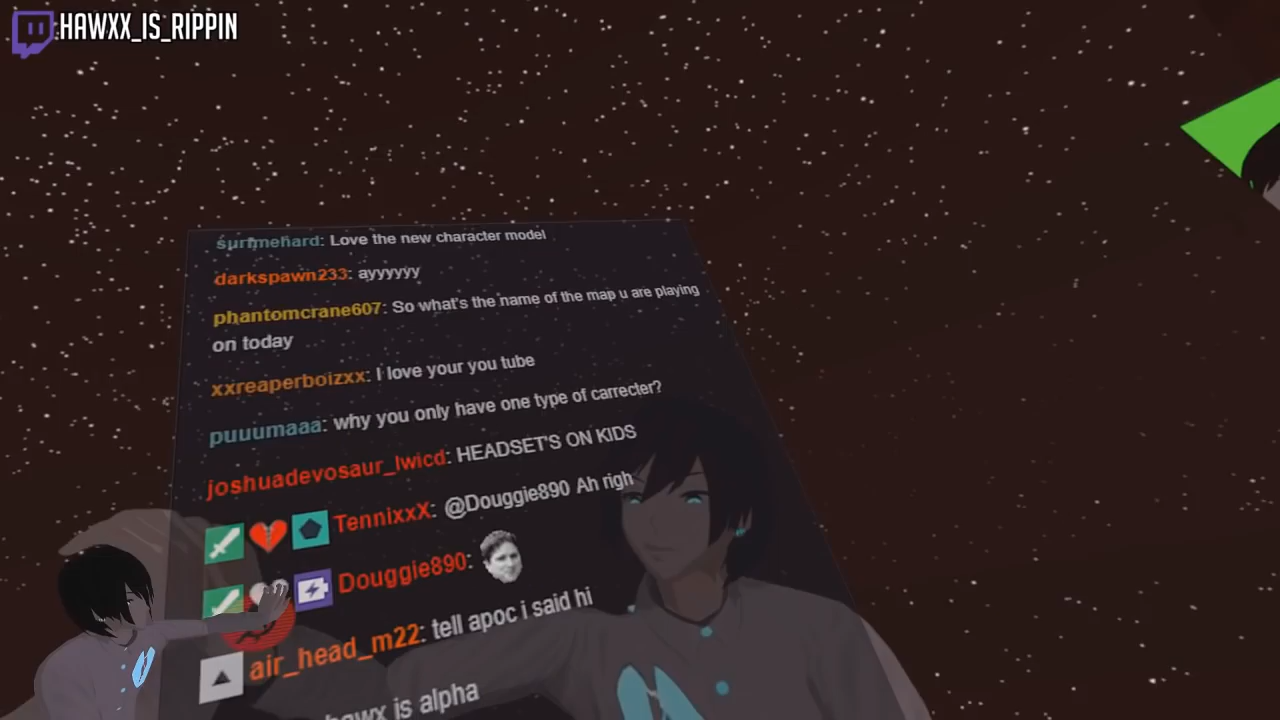 HAWXX_IS_RIPPIN
surfmehard: Love the new character model
darkspawn233: ayyyyyy
phantomcrane607: So what's the name of the map u are playing
on today
xxreaperboizxx: I love your you tube
puuumaaa: why you only have one type of carrecter?
joshuadevosaur_lwicd: HEADSET'S ON KIDS
TennixxX: @Douggie890 Ah righ
Douggie890:
air_head_m22: tell apoc i said hi
hawx is alpha